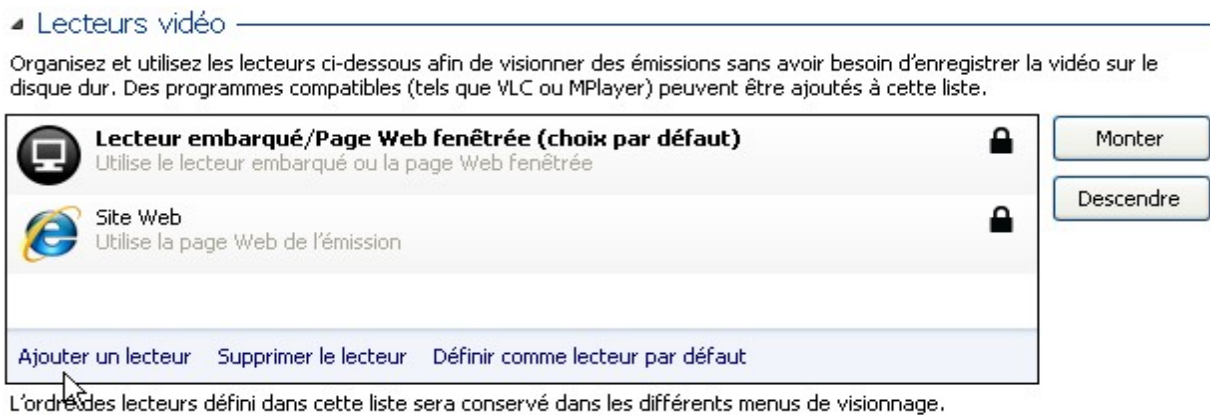 Lecteurs vidéo
Organisez et utilisez les lecteurs ci-dessous afin de visionner des émissions sans avoir besoin d'enregistrer la vidéo sur le
disque dur. Des programmes compatibles (tels que VLC ou MPlayer) peuvent être ajoutés à cette liste.
Lecteur embarqué/Page Web fenêtrée (choix par défaut)
Utilise le lecteur embarqué ou la page Web fenêtrée
Monter
Site Web
Utilise la page Web de l'émission
Descendre
Ajouter un lecteur Supprimer le lecteur Définir comme lecteur par défaut
L'ordre des lecteurs défini dans cette liste sera conservé dans les différents menus de visionnage.